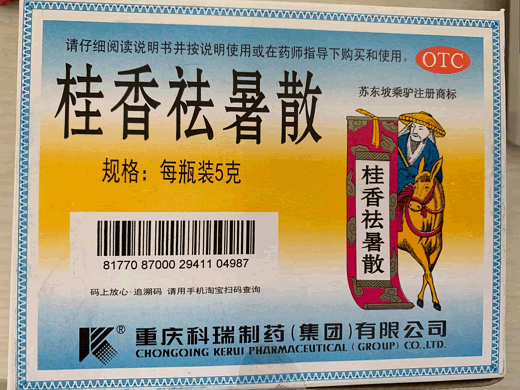 请仔细阅读说明书并按说明使用或在药师指导下购买和使用。
OTC
桂香祛暑散
苏东坡乘驴注册商标
规格：每瓶装5克
桂香祛暑散
81770 87000 29411 04987
码上放心·追溯码 请用手机淘宝扫码查询
®
重庆科瑞制药(集团)有限公司
CHONGQING KERUI PHARMACEUTICAL (GROUP) CO.,LTD.